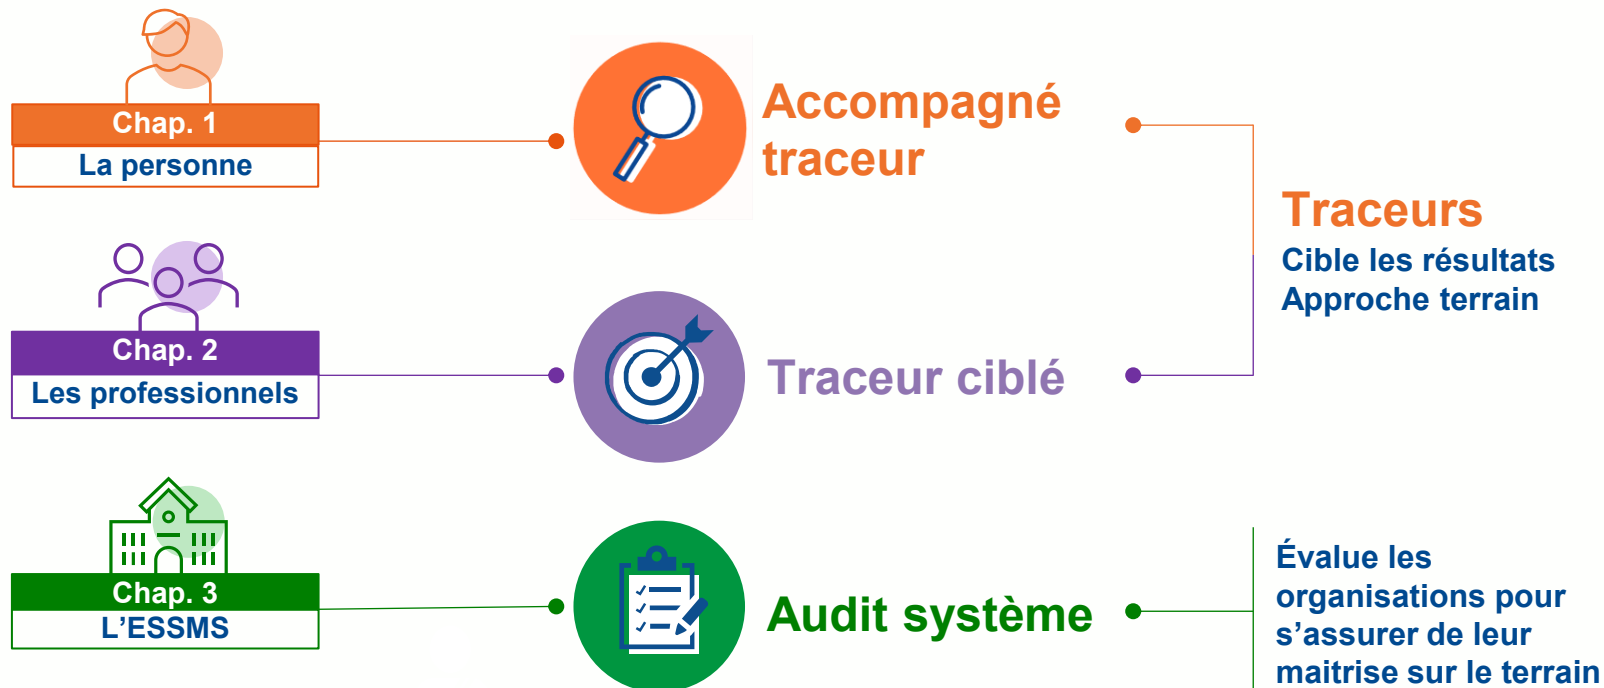 Chap. 1
La personne
Accompagné
traceur
Traceurs
Cible les résultats
Approche terrain
Chap. 2
Les professionnels
Traceur ciblé
Chap. 3
L'ESSMS
Audit système
Évalue les
organisations pour
s'assurer de leur
maitrise sur le terrain